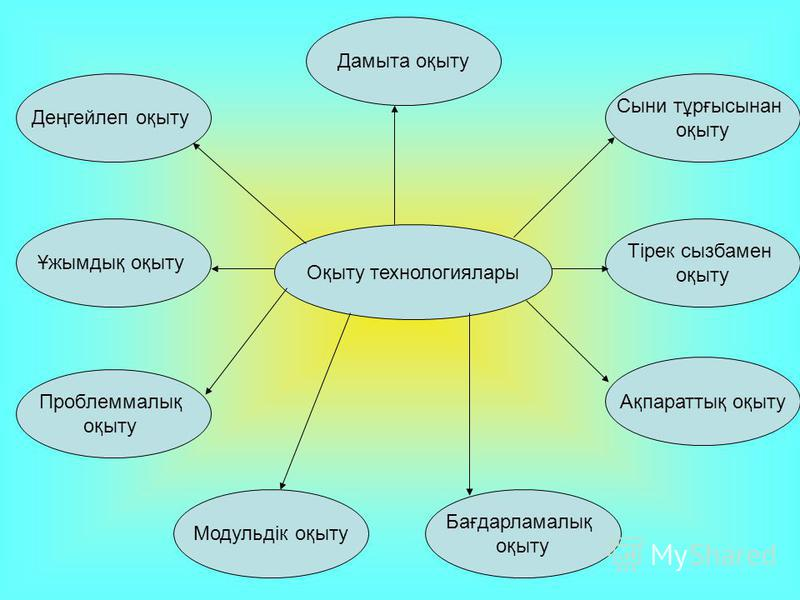 Дамыта оқыту
Деңгейлеп оқыту
Сыни тұрғысынан
оқыту
Ұжымдық оқыту
Оқыту технологиялары
Тірек сызбамен
оқыту
Проблеммалық
оқыту
Ақпараттық оқыту
Модульдік оқыту
Бағдарламалық
оқыту
MyShared